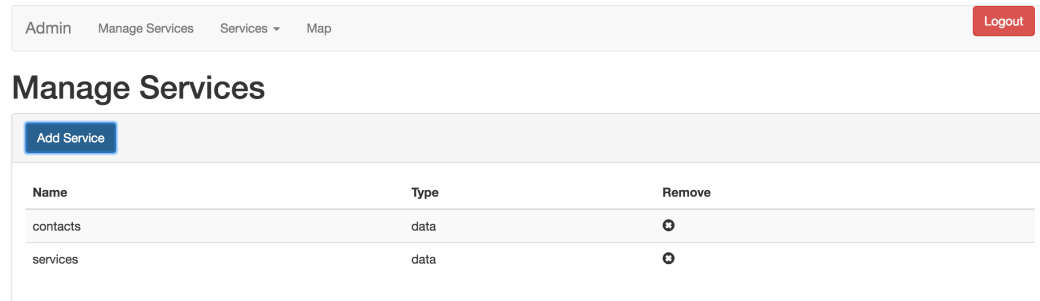 Admin Manage Services Services Map Logout
Manage Services
Add Service
Name Type Remove
contacts data
services data